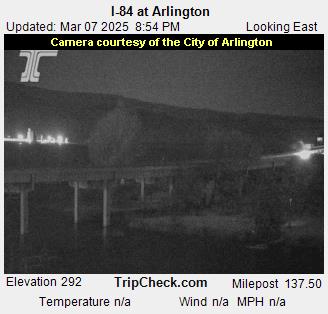 I-84 at Arlington
Updated: Mar 07 2025 8:54 PM Looking East
Camera courtesy of the City of Arlington
Elevation 292 TripCheck.com Milepost 137.50
Temperature n/a Wind n/a MPH n/a